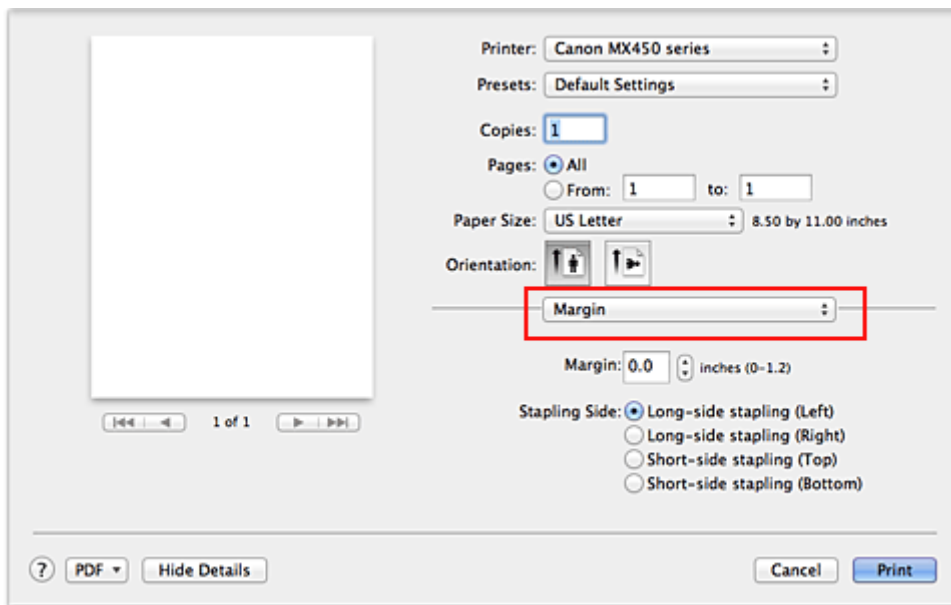 Printer: Canon MX450 series
Presets: Default Settings
Copies: 1
Pages: All
From: 1 to: 1
Paper Size: US Letter 8.50 by 11.00 inches
Orientation:
Margin
Margin: 0.0 inches (0-1.2)
1 of 1
Stapling Side: Long-side stapling (Left)
Long-side stapling (Right)
Short-side stapling (Top)
Short-side stapling (Bottom)
? PDF Hide Details Cancel Print